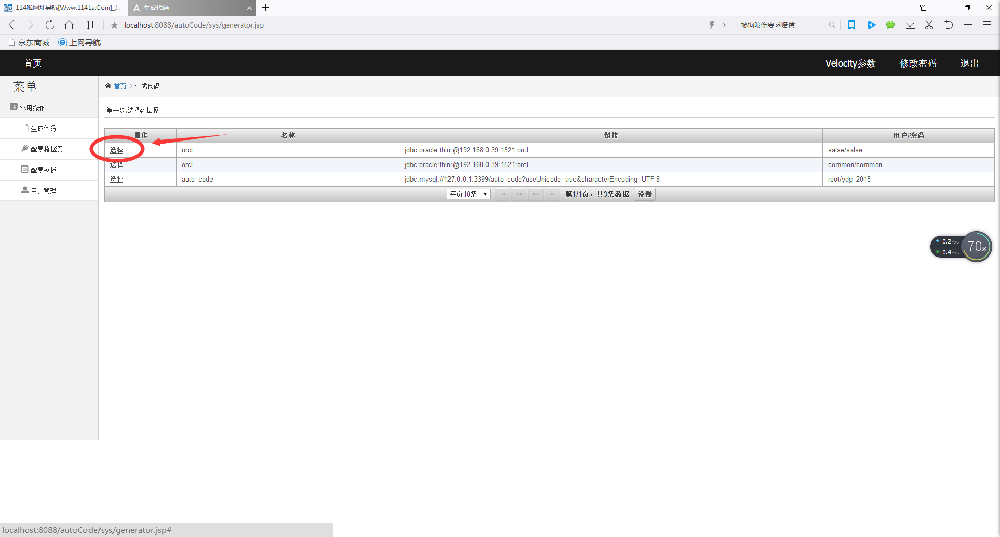 114啦网址导航[Www.114La.Com]_最
生成代码
localhost:8088/autoCode/sys/generator.jsp
被狗咬伤要求赔偿
京东商城
上网导航
首页
Velocity参数
修改密码
退出
菜单
首页
生成代码
常用操作
第一步,选择数据源
生成代码
配置数据源
配置模板
用户管理
操作 名称 链接 用户/密码
选择 orcl jdbc:oracle:thin:@192.168.0.39:1521:orcl salse/salse
选择 orcl jdbc:oracle:thin:@192.168.0.39:1521:orcl common/common
选择 auto_code jdbc:mysql://127.0.0.1:3399/auto_code?useUnicode=true&characterEncoding=UTF-8 root/ydg_2015
每页10条 第1/1页，共3条数据 设置
0.2K/s
0.4K/s
70%
localhost:8088/autoCode/sys/generator.jsp#